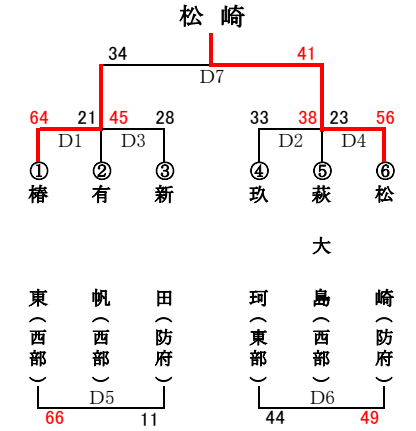 松 崎
34 41
D7
64 21 45 28 33 38 23 56
D1 D3 D2 D4
① ② ③ ④ ⑤ ⑥
椿東（西部）
有帆（西部）
新田（防府）
玖珂（東部）
萩大島（西部）
松崎（防府）
D5 D6
66 11 44 49